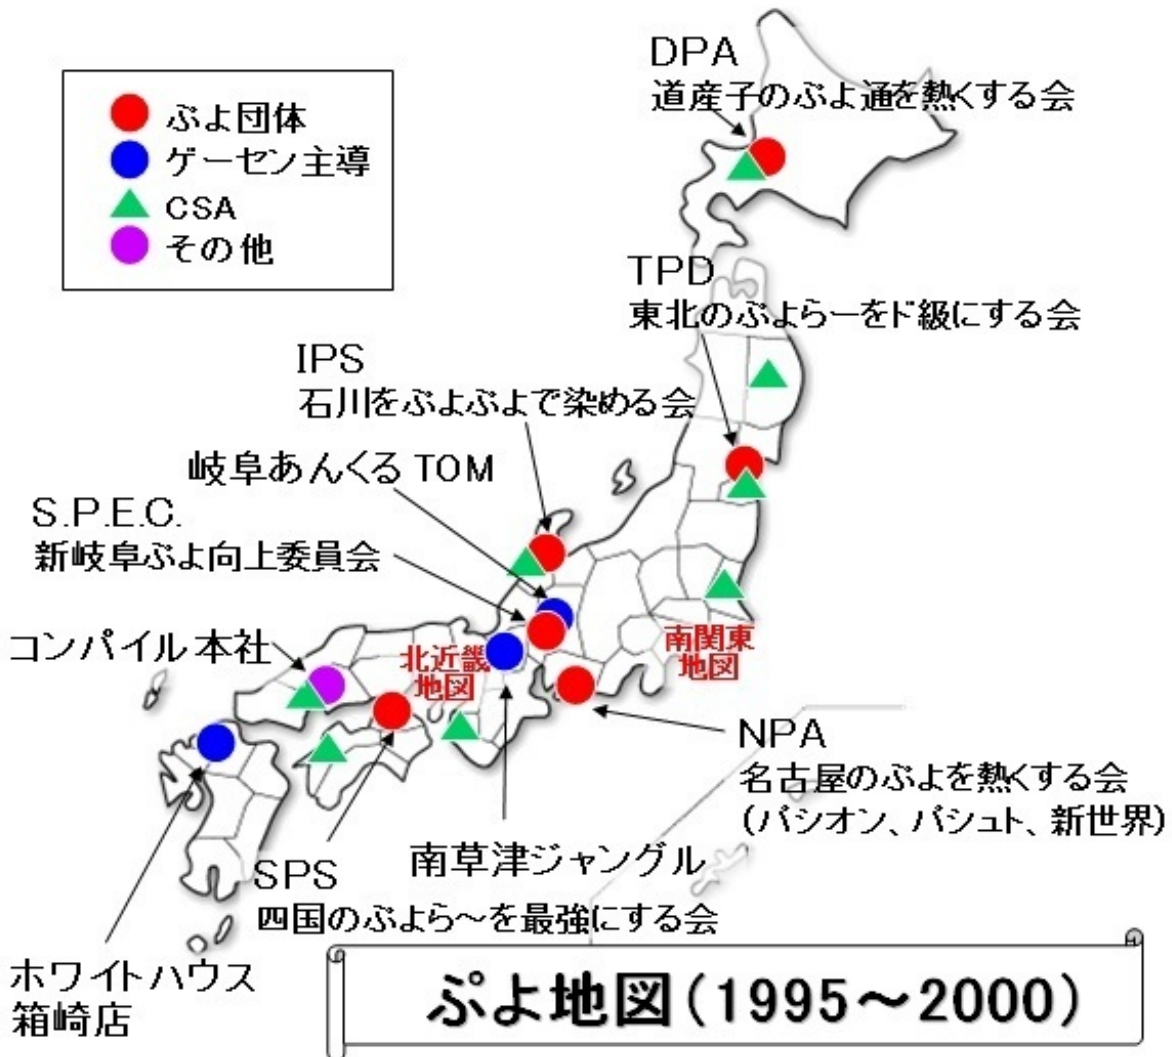 DPA
道産子のぷよ通を熱くする会
ぷよ団体
ゲーセン主導
CSA
その他
TPD
東北のぷよらーをド級にする会
IPS
石川をぷよぷよで染める会
岐阜あんくる TOM
S.P.E.C.
新岐阜ぷよ向上委員会
コンパイル 本社
北近畿
地図
南関東
地図
NPA
名古屋のぷよを熱くする会
(パシオン、パシュト、新世界)
南草津ジャングル
SPS
四国のぷよら～を最強にする会
ホワイトハウス
箱崎店
ぷよ地図(1995～2000)